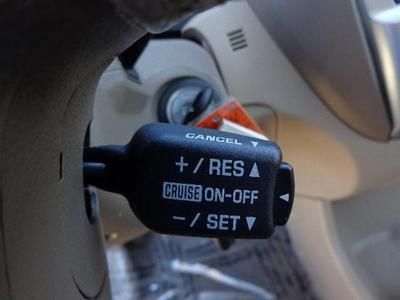 CANCEL ▼
+/RES ▲
CRUISE ON-OFF ◄
−/SET ▼